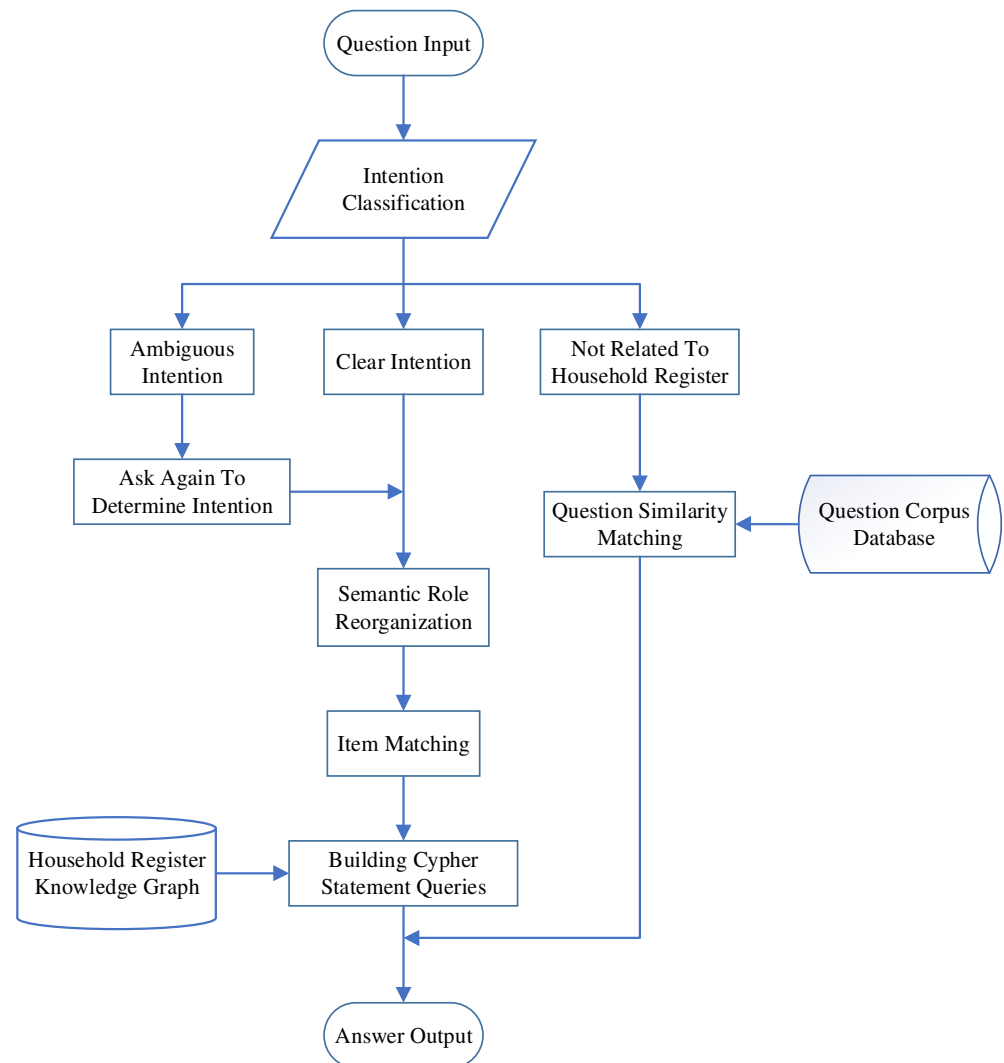 Question Input
Intention
Classification
Ambiguous
Intention
Clear Intention
Not Related To
Household Register
Ask Again To
Determine Intention
Question Similarity
Matching
Question Corpus
Database
Semantic Role
Reorganization
Item Matching
Household Register
Knowledge Graph
Building Cypher
Statement Queries
Answer Output